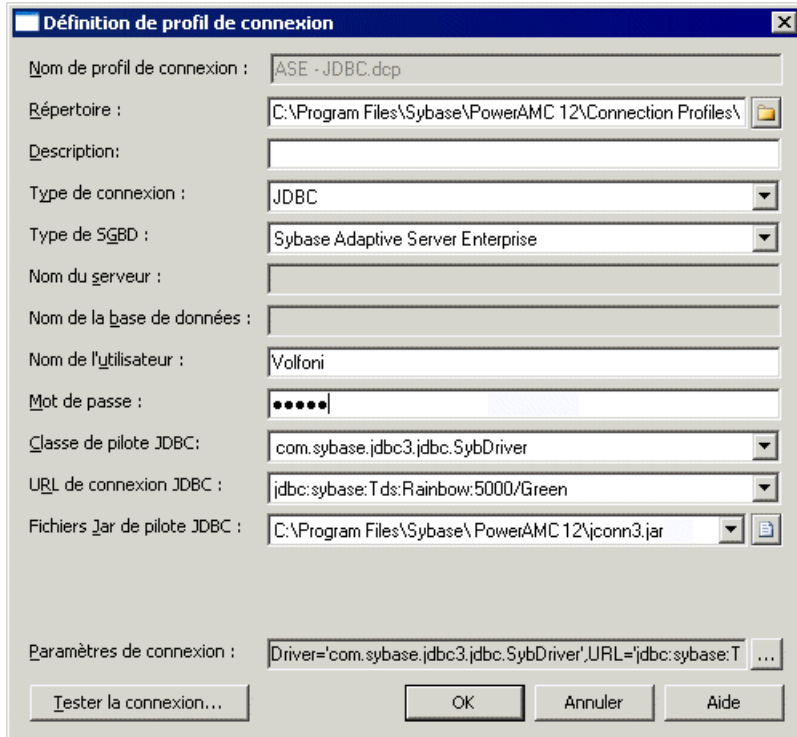 Définition de profil de connexion
Nom de profil de connexion : ASE - JDBC.dcp
Répertoire : C:\Program Files\Sybase\PowerAMC 12\Connection Profiles\
Description:
Type de connexion : JDBC
Type de SGBD : Sybase Adaptive Server Enterprise
Nom du serveur :
Nom de la base de données :
Nom de l'utilisateur : Volfoni
Mot de passe : •••••
Classe de pilote JDBC: com.sybase.jdbc3.jdbc.SybDriver
URL de connexion JDBC : jdbc:sybase:Tds:Rainbow:5000/Green
Fichiers Jar de pilote JDBC : C:\Program Files\Sybase\ PowerAMC 12\jconn3.jar
Paramètres de connexion : Driver='com.sybase.jdbc3.jdbc.SybDriver',URL='jdbc:sybase:T ...
Tester la connexion... OK Annuler Aide